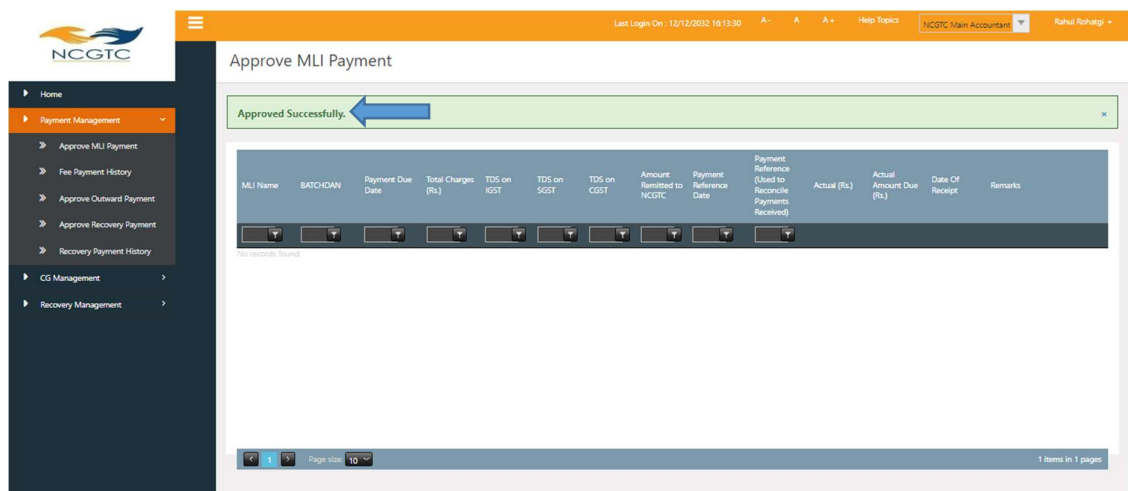 NCGTC
Last Login On : 12/12/2032 16:13:30
A-
A
A+
Help Topics
NCGTC Main Accountant
Rahul Rohatgi
Approve MLI Payment
Home
Payment Management
Approve MLI Payment
Fee Payment History
Approve Outward Payment
Approve Recovery Payment
Recovery Payment History
CG Management
Recovery Management
Approved Successfully.
×
MLI Name
BATCHDAN
Payment Due
Date
Total Charges
(Rs.)
TDS on
IGST
TDS on
SGST
TDS on
CGST
Amount
Remitted to
NCGTC
Payment
Reference
Date
Payment
Reference
(Used to
Reconcile
Payments
Received)
Actual (Rs.)
Actual
Amount Due
(Rs.)
Date Of
Receipt
Remarks
No records found.
1
Page size: 10
1 items in 1 pages